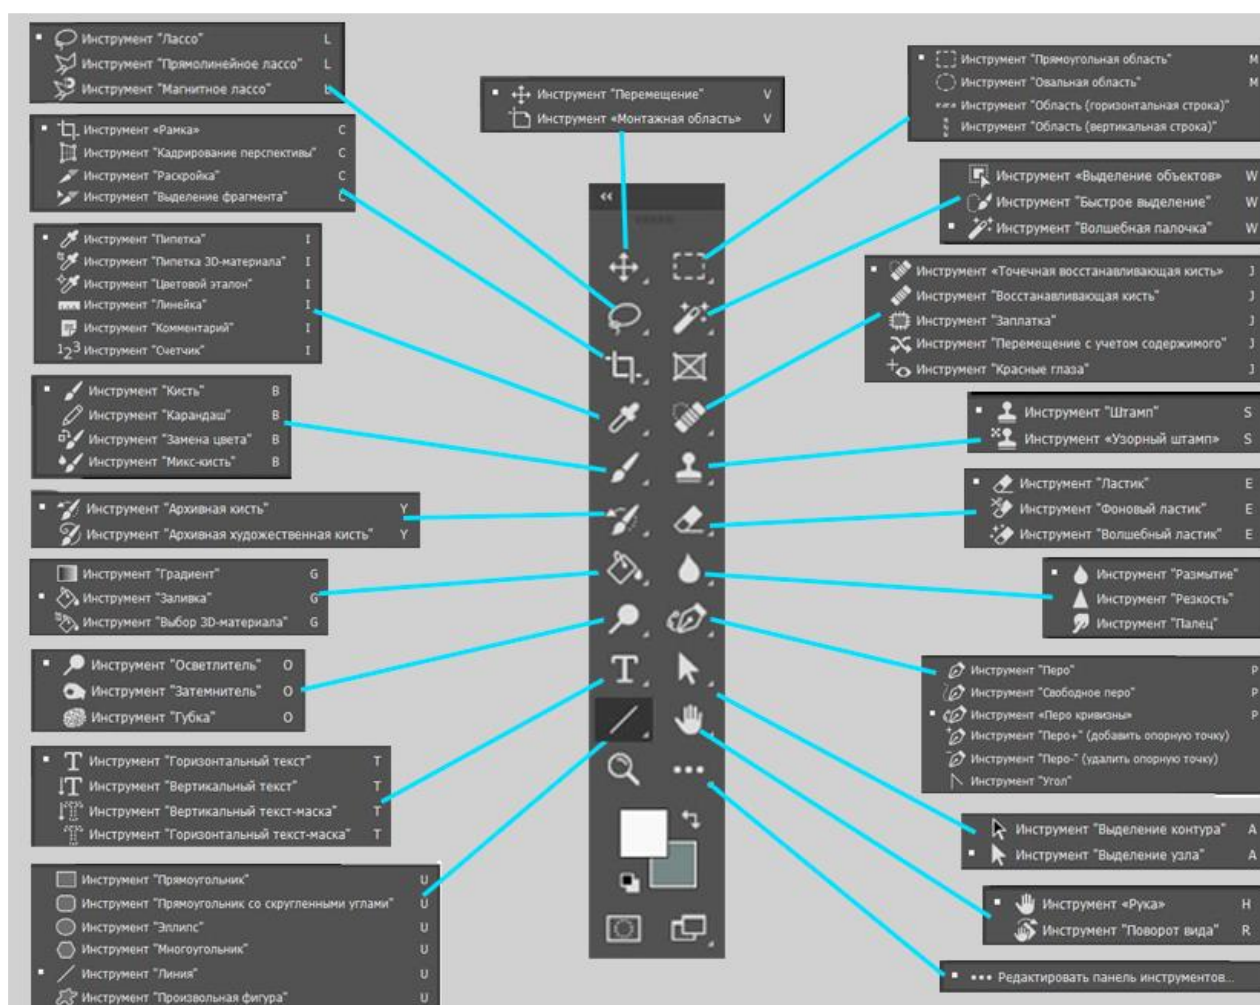 Инструмент "Лассо" L
Инструмент "Прямолинейное лассо" L
Инструмент "Магнитное лассо" L
Инструмент «Рамка» C
Инструмент "Кадрирование перспективы" C
Инструмент "Раскройка" C
Инструмент "Выделение фрагмента" C
Инструмент "Пипетка" I
Инструмент "Пипетка 3D-материала" I
Инструмент "Цветовой эталон" I
Инструмент "Линейка" I
Инструмент "Комментарий" I
Инструмент "Счетчик" I
Инструмент "Кисть" B
Инструмент "Карандаш" B
Инструмент "Замена цвета" B
Инструмент "Микс-кисть" B
Инструмент "Архивная кисть" Y
Инструмент "Архивная художественная кисть" Y
Инструмент "Градиент" G
Инструмент "Заливка" G
Инструмент "Выбор 3D-материала" G
Инструмент "Осветлитель" O
Инструмент "Затемнитель" O
Инструмент "Губка" O
Инструмент "Горизонтальный текст" T
Инструмент "Вертикальный текст" T
Инструмент "Вертикальный текст-маска" T
Инструмент "Горизонтальный текст-маска" T
Инструмент "Прямоугольник" U
Инструмент "Прямоугольник со скругленными углами" U
Инструмент "Эллипс" U
Инструмент "Многоугольник" U
Инструмент "Линия" U
Инструмент "Произвольная фигура" U
Инструмент "Перемещение" V
Инструмент «Монтажная область» V
Инструмент "Прямоугольная область" M
Инструмент "Овальная область" M
Инструмент "Область (горизонтальная строка)"
Инструмент "Область (вертикальная строка)"
Инструмент «Выделение объектов» W
Инструмент "Быстрое выделение" W
Инструмент "Волшебная палочка" W
Инструмент «Точечная восстанавливающая кисть» J
Инструмент "Восстанавливающая кисть" J
Инструмент "Заплатка" J
Инструмент "Перемещение с учетом содержимого" J
Инструмент "Красные глаза" J
Инструмент "Штамп" S
Инструмент «Узорный штамп» S
Инструмент "Ластик" E
Инструмент "Фоновый ластик" E
Инструмент "Волшебный ластик" E
Инструмент "Размытие"
Инструмент "Резкость"
Инструмент "Палец"
Инструмент "Перо" P
Инструмент "Свободное перо" P
Инструмент «Перо кривизны» P
Инструмент "Перо+" (добавить опорную точку)
Инструмент "Перо-" (удалить опорную точку)
Инструмент "Угол"
Инструмент "Выделение контура" A
Инструмент "Выделение узла" A
Инструмент «Рука» H
Инструмент "Поворот вида" R
Редактировать панель инструментов...